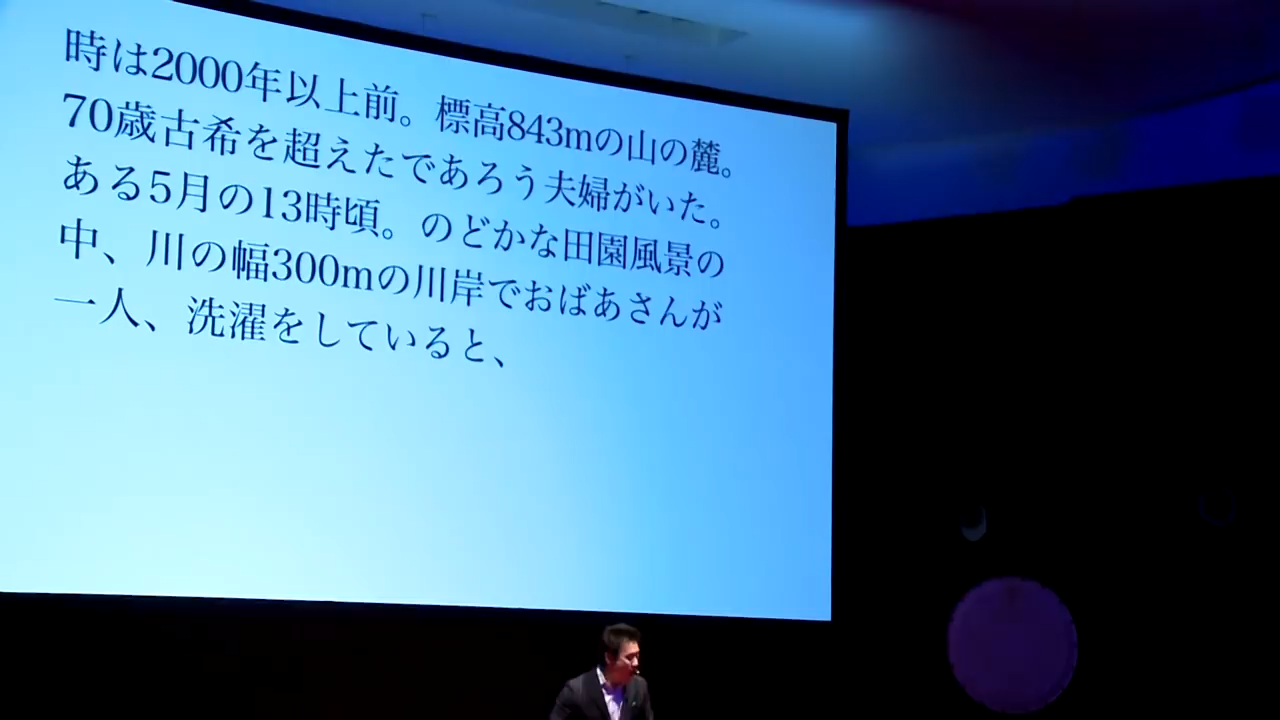 時は2000年以上前。標高843mの山の麓。
70歳古希を超えたであろう夫婦がいた。
ある5月の13時頃。のどかな田園風景の
中、川の幅300mの川岸でおばあさんが
一人、洗濯をしていると、